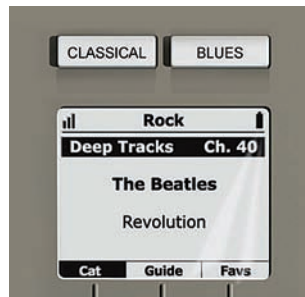 CLASSICAL BLUES
Rock
Deep Tracks Ch. 40
The Beatles
Revolution
Cat Guide Favs